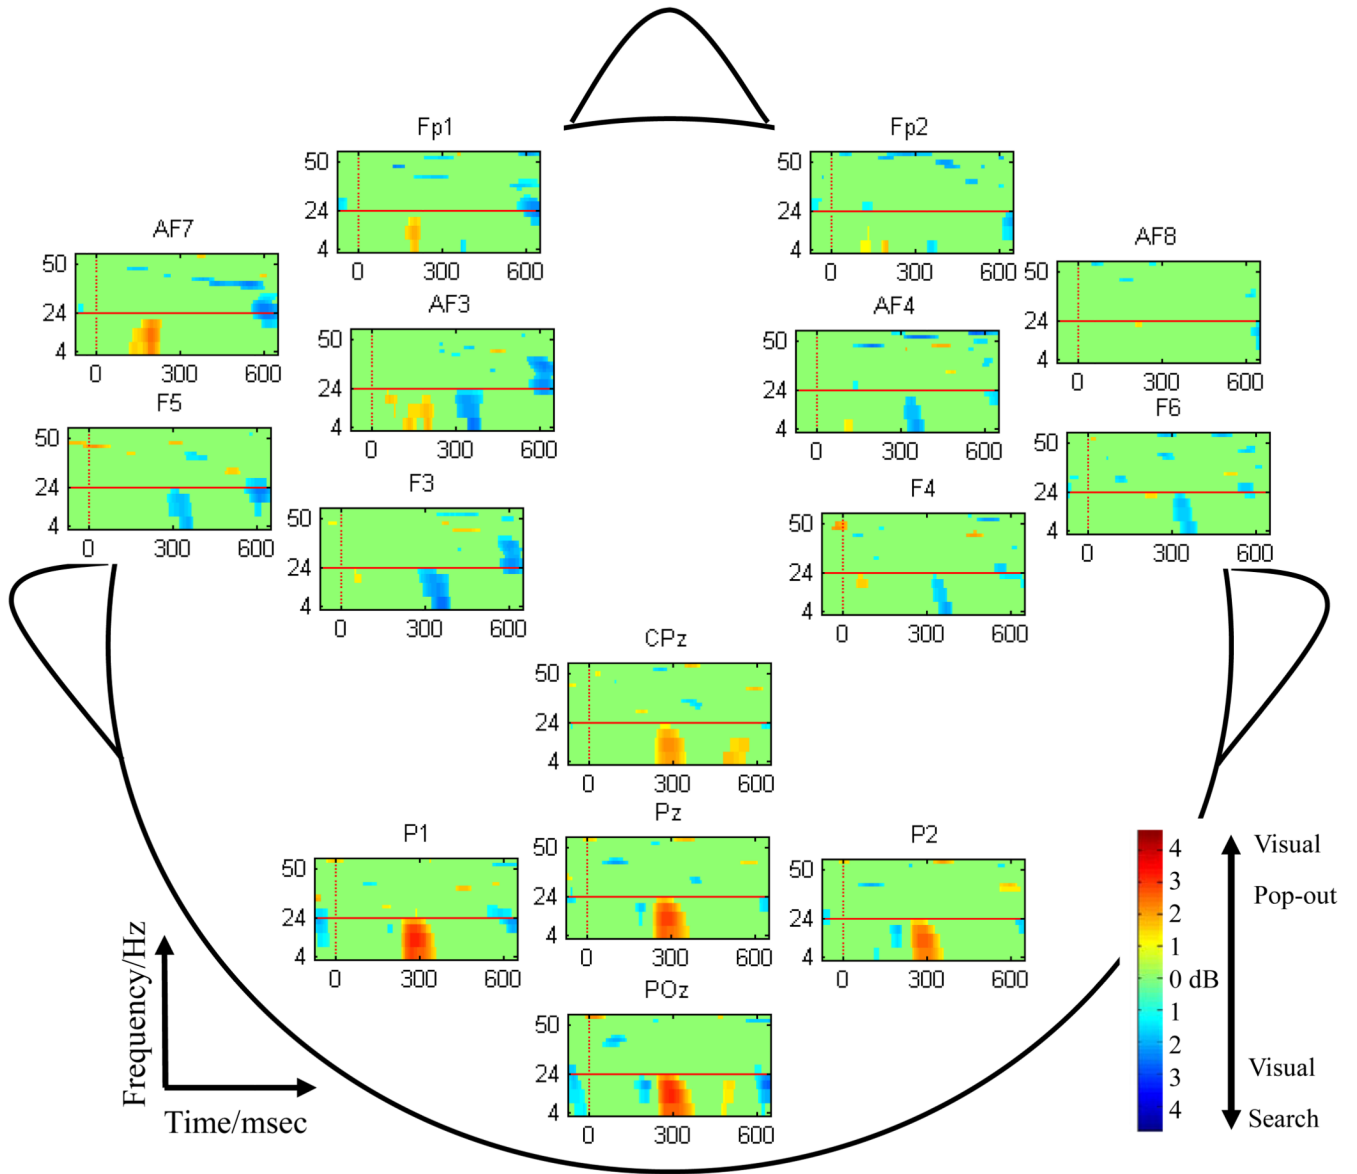 Fp1
50
24
4
0 300 600
Fp2
50
24
4
0 300 600
AF7
50
24
4
0 300 600
AF8
50
24
4
0 300 600
AF3
50
24
4
0 300 600
AF4
50
24
4
0 300 600
F5
50
24
4
0 300 600
F6
50
24
4
0 300 600
F3
50
24
4
0 300 600
F4
50
24
4
0 300 600
CPz
50
24
4
0 300 600
P1
50
24
4
0 300 600
Pz
50
24
4
0 300 600
P2
50
24
4
0 300 600
POz
50
24
4
0 300 600
Frequency/Hz
Time/msec
4
3
2
1
0 dB
1
2
3
4
Visual
Pop-out
Visual
Search